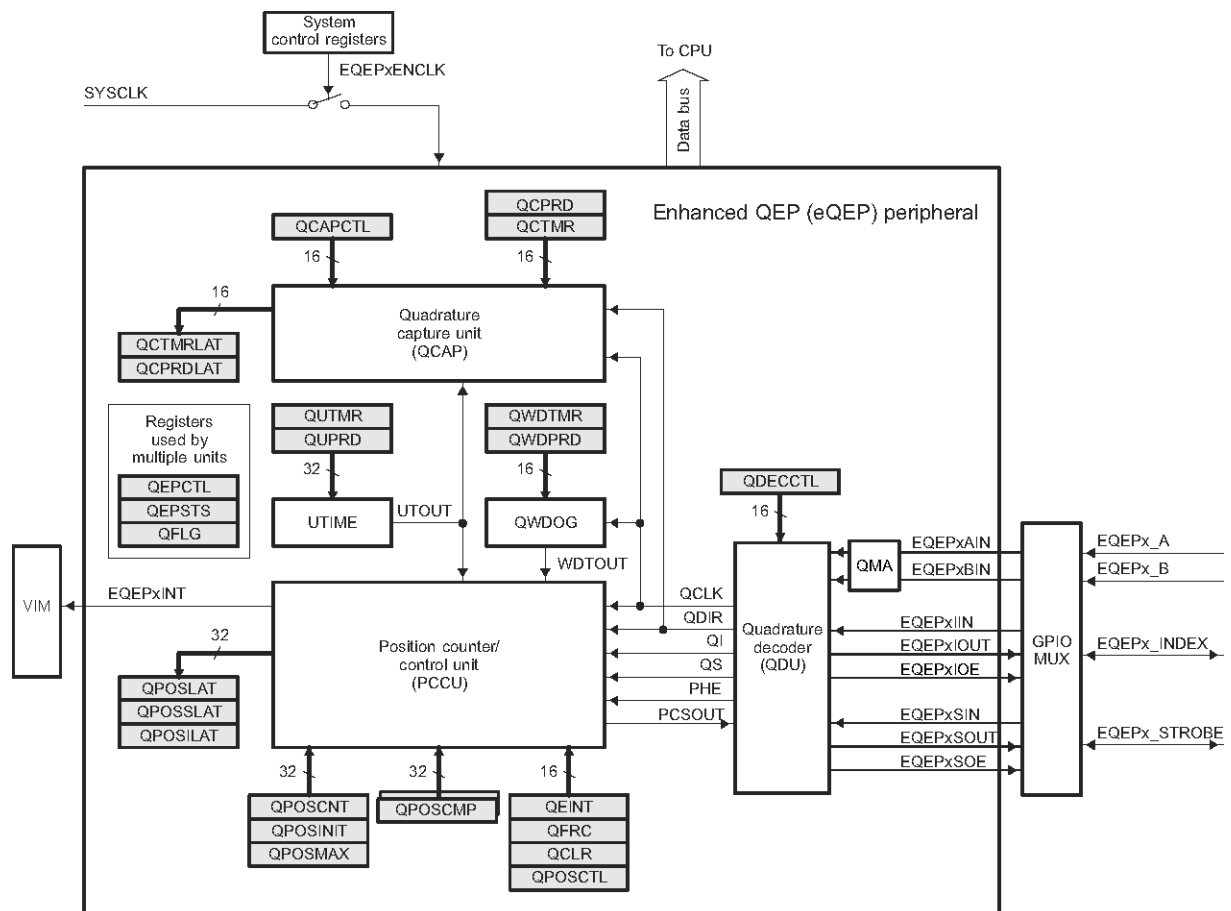 System
control registers
To CPU
EQEPxENCLK
SYSCLK
Data bus
Enhanced QEP (eQEP) peripheral
QCPRD
QCAPCTL
QCTMR
16
16
16
Quadrature
capture unit
(QCAP)
QCTMRLAT
QCPRDLAT
Registers
used by
multiple units
QEPCTL
QEPSTS
QFLG
QUTMR
QUPRD
32
QWDTMR
QWDPRD
16
UTIME
UTOUT
QWDOG
WDTOUT
QDECCTL
16
EQEPxAIN
EQEPxBIN
QMA
EQEPx_A
EQEPx_B
VIM
EQEPxINT
32
Position counter/
control unit
(PCCU)
QCLK
QDIR
QI
QS
PHE
PCSOUT
Quadrature
decoder
(QDU)
EQEPxIIN
EQEPxIOUT
EQEPxIOE
EQEPxSIN
EQEPxSOUT
EQEPxSOE
GPIO
MUX
EQEPx_INDEX
EQEPx_STROBE
QPOSLAT
QPOSSLAT
QPOSILAT
32
32
16
QPOSCNT
QPOSINIT
QPOSMAX
QPOSCMP
QEINT
QFRC
QCLR
QPOSCTL